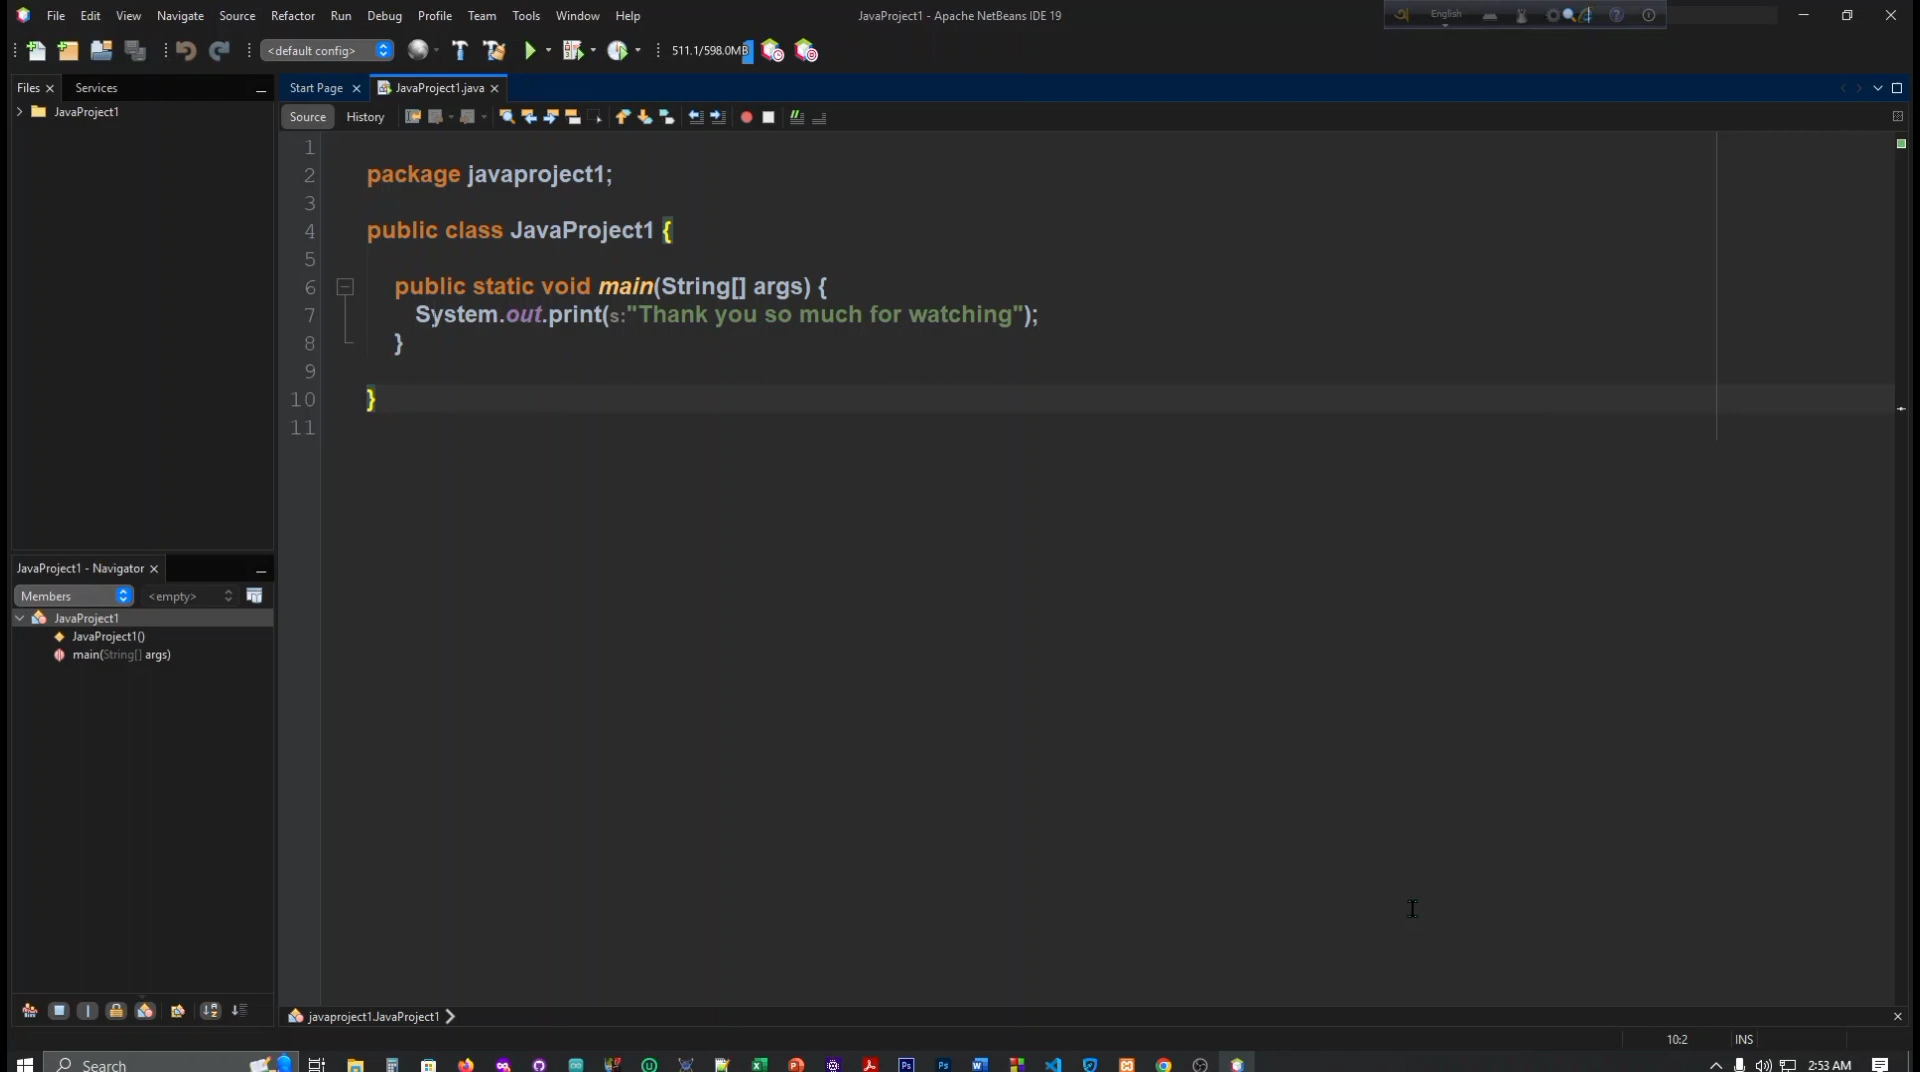 File Edit View Navigate Source Refactor Run Debug Profile Team Tools Window Help
JavaProject1 - Apache NetBeans IDE 19
English
<default config>
511.1/598.0MB
Files
Services
Start Page
JavaProject1.java
JavaProject1
Source
History
1
2 package javaproject1;
3
4 public class JavaProject1 {
5
6 public static void main(String[] args) {
7 System.out.print(s:"Thank you so much for watching");
8 }
9
10 }
11
JavaProject1 - Navigator
Members
<empty>
JavaProject1
JavaProject1()
main(String[] args)
javaproject1.JavaProject1
10:2
INS
Search
2:53 AM